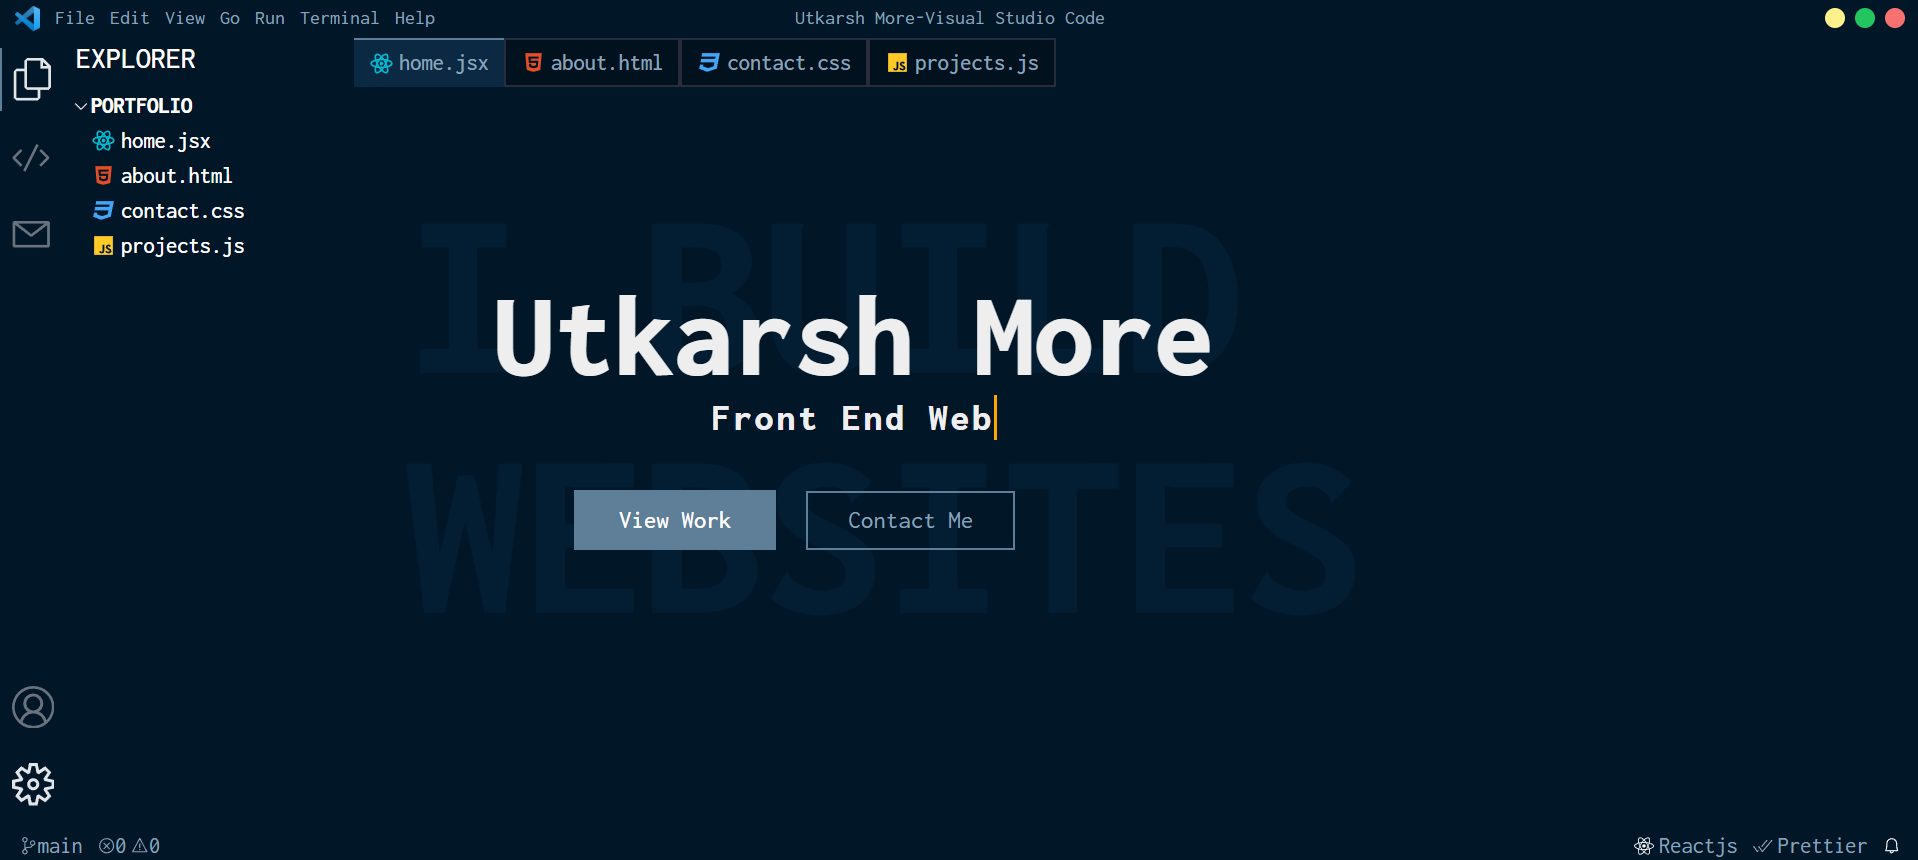 File Edit View Go Run Terminal Help
Utkarsh More-Visual Studio Code
EXPLORER
PORTFOLIO
home.jsx
about.html
contact.css
projects.js
home.jsx
about.html
contact.css
projects.js
I BUILD
WEBSITES
Utkarsh More
Front End Web
View Work
Contact Me
main 0 0
Reactjs Prettier